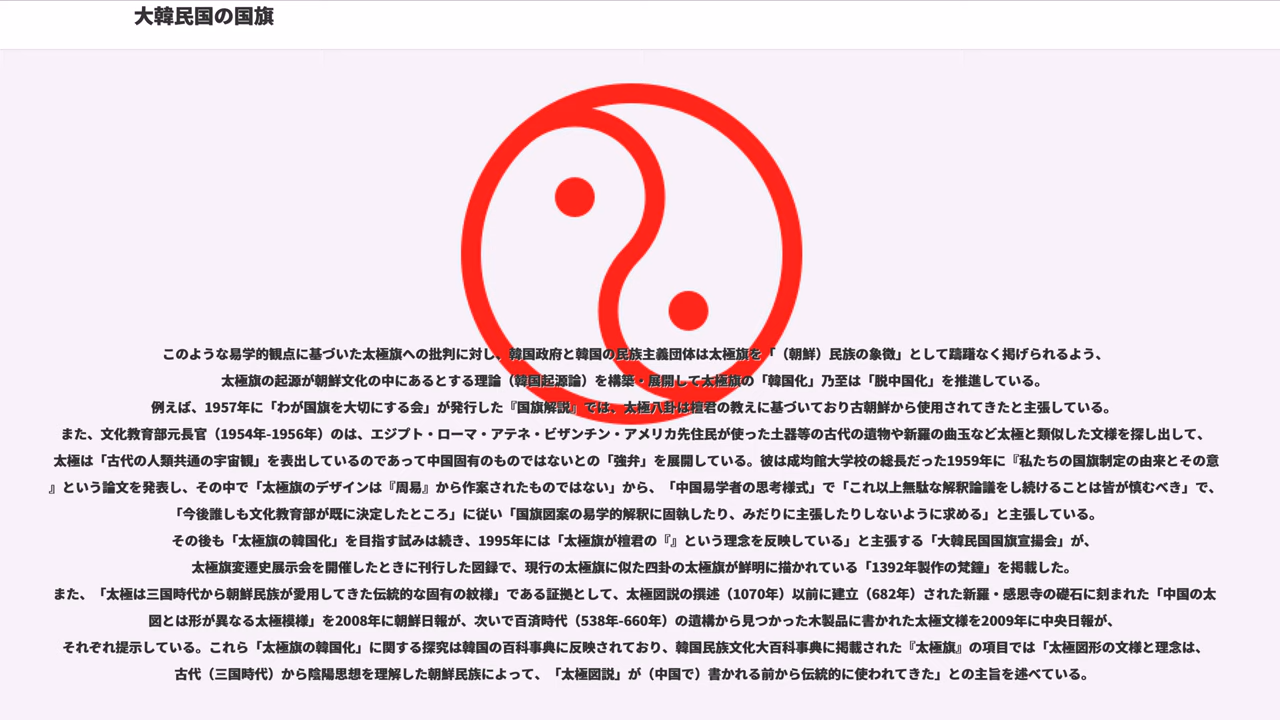 大韓民国の国旗
このような易学的観点に基づいた太極旗への批判に対し、韓国政府と韓国の民族主義団体は太極旗を「（朝鮮）民族の象徴」として躊躇なく掲げられるよう、
太極旗の起源が朝鮮文化の中にあるとする理論（韓国起源論）を構築・展開して太極旗の「韓国化」乃至は「脱中国化」を推進している。
例えば、1957年に「わが国旗を大切にする会」が発行した『国旗解説』では、太極八卦は檀君の教えに基づいており古朝鮮から使用されてきたと主張している。
また、文化教育部元長官（1954年-1956年）のは、エジプト・ローマ・アテネ・ビザンチン・アメリカ先住民が使った土器等の古代の遺物や新羅の曲玉など太極と類似した文様を探し出して、
太極は「古代の人類共通の宇宙観」を表出しているのであって中国固有のものではないとの「強弁」を展開している。彼は成均館大学校の総長だった1959年に『私たちの国旗制定の由来とその意
』という論文を発表し、その中で「太極旗のデザインは『周易』から作案されたものではない」から、「中国易学者の思考様式」で「これ以上無駄な解釈論議をし続けることは皆が慎むべき」で、
「今後誰しも文化教育部が既に決定したところ」に従い「国旗図案の易学的解釈に固執したり、みだりに主張したりしないように求める」と主張している。
その後も「太極旗の韓国化」を目指す試みは続き、1995年には「太極旗が檀君の『』という理念を反映している」と主張する「大韓民国国旗宣揚会」が、
太極旗変遷史展示会を開催したときに刊行した図録で、現行の太極旗に似た四卦の太極旗が鮮明に描かれている「1392年製作の梵鐘」を掲載した。
また、「太極は三国時代から朝鮮民族が愛用してきた伝統的な固有の紋様」である証拠として、太極図説の撰述（1070年）以前に建立（682年）された新羅・感恩寺の礎石に刻まれた「中国の太
図とは形が異なる太極模様」を2008年に朝鮮日報が、次いで百済時代（538年-660年）の遺構から見つかった木製品に書かれた太極文様を2009年に中央日報が、
それぞれ提示している。これら「太極旗の韓国化」に関する探究は韓国の百科事典に反映されており、韓国民族文化大百科事典に掲載された『太極旗』の項目では「太極図形の文様と理念は、
古代（三国時代）から陰陽思想を理解した朝鮮民族によって、「太極図説」が（中国で）書かれる前から伝統的に使われてきた」との主旨を述べている。